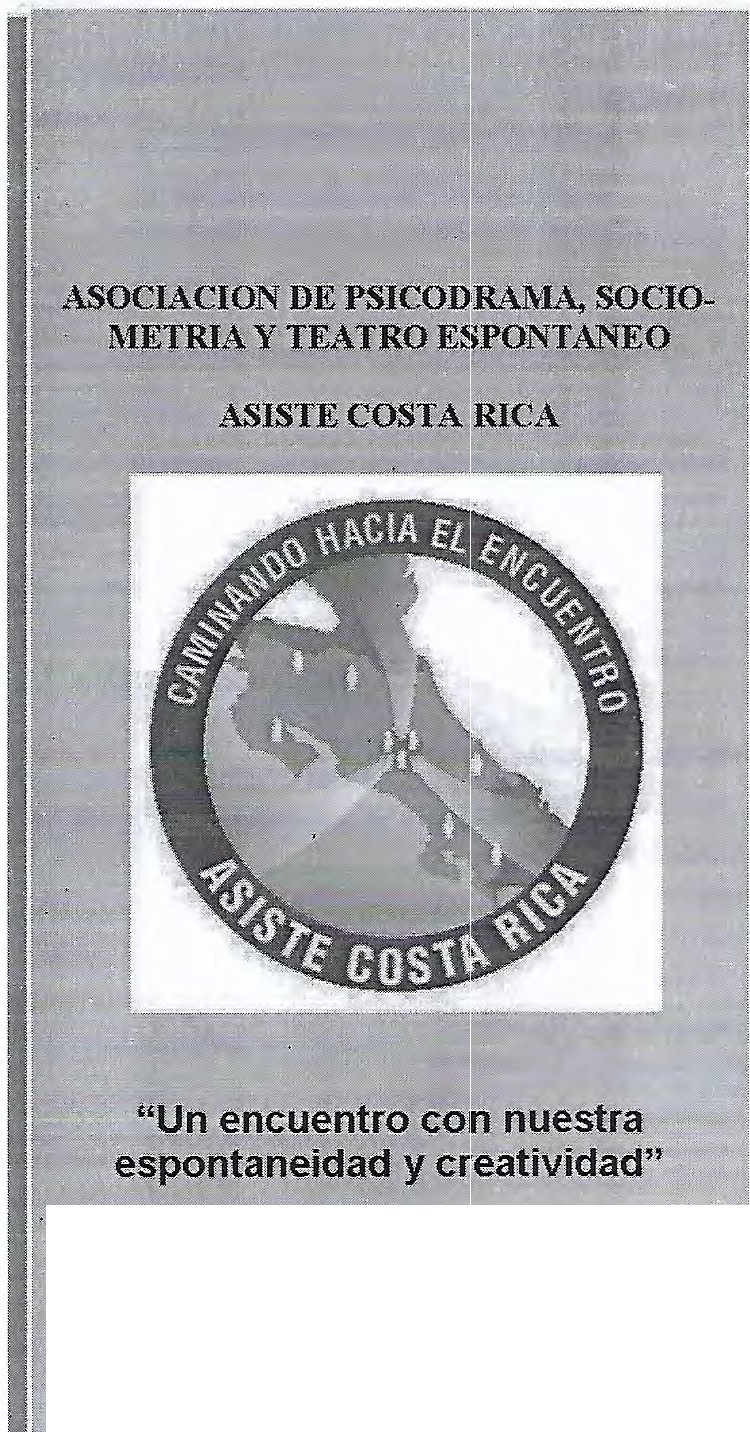 ASOCIACION DE PSICODRAMA, SOCIO-
METRIA Y TEATRO ESPONTANEO
ASISTE COSTA RICA
CAMINANDO HACIA EL ENCUENTRO
ASISTE COSTA RICA
“Un encuentro con nuestra
espontaneidad y creatividad”